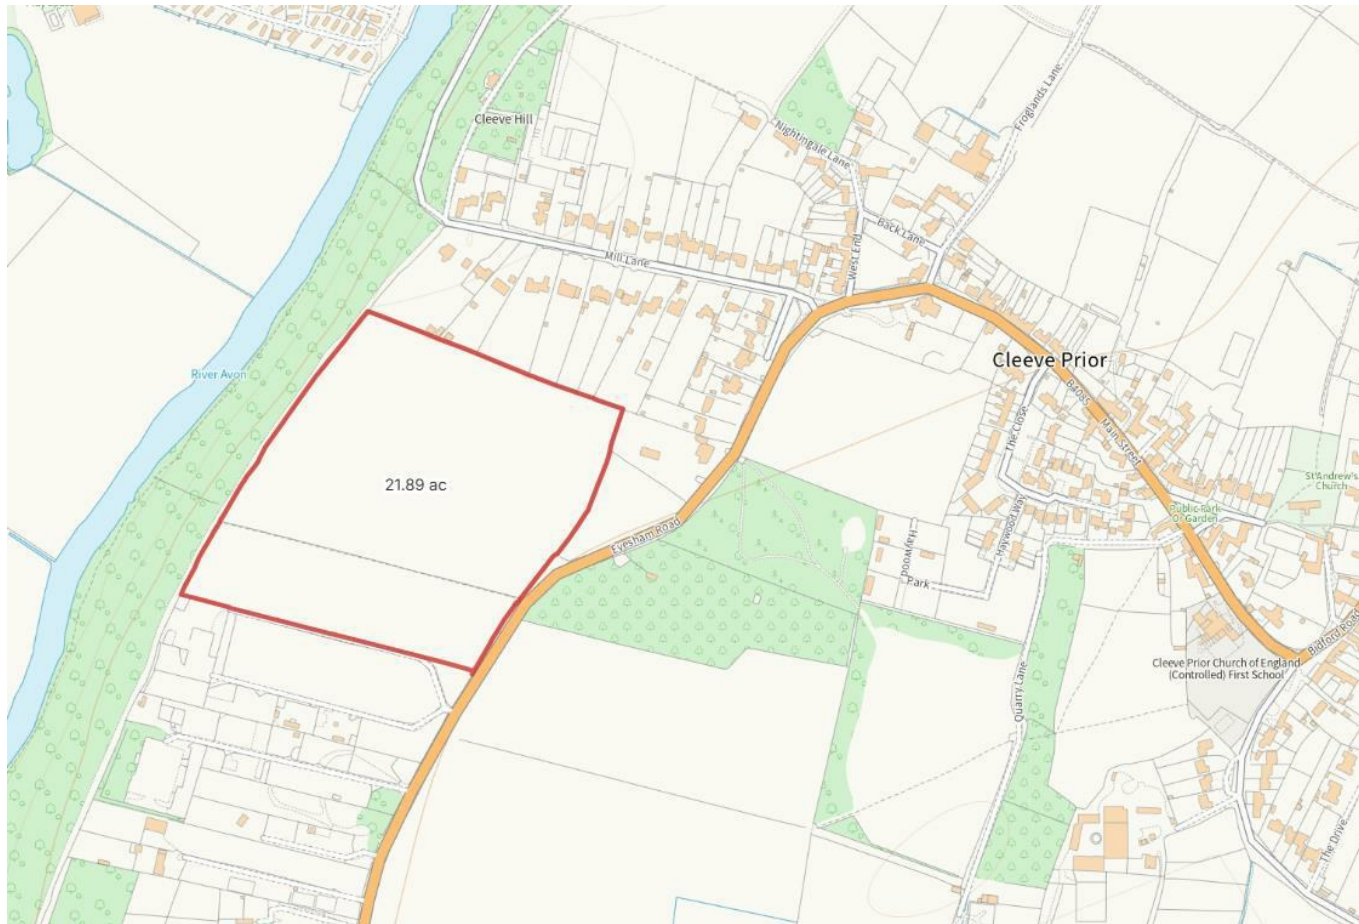 Cleeve Hill
Nightingale Lane
Froglands Lane
Back Lane
West End
Mill Lane
River Avon
Cleeve Prior
B4085
Main Street
The Close
21.89 ac
St Andrew's
Church
Public Park
Or Garden
Evesham Road
Haywood
Park
Haywood Way
Quarry Lane
Bidford Road
Cleeve Prior Church of England
(Controlled) First School
The Drive